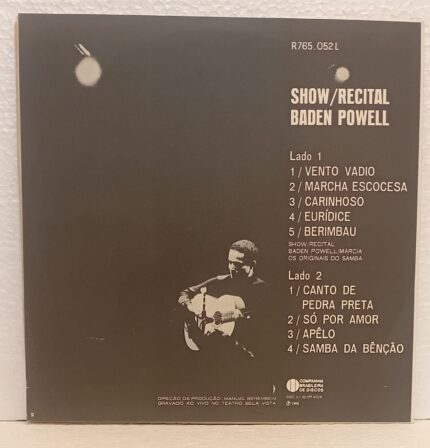 R765.052L
SHOW/RECITAL
BADEN POWELL
Lado 1
1/VENTO VADIO
2/MARCHA ESCOCESA
3/CARINHOSO
4/EURÍDICE
5/BERIMBAU
SHOW/RECITAL
BADEN POWELL/MÁRCIA
OS ORIGINAIS DO SAMBA
Lado 2
1/CANTO DE
PEDRA PRETA
2/SÓ POR AMOR
3/APÊLO
4/SAMBA DA BÊNÇÃO
COMPANHIA
BRASILEIRA
DE DISCOS
DIREÇÃO DA PRODUÇÃO: MANUEL BERENBEIM
GRAVADO AO VIVO NO TEATRO BELA VISTA